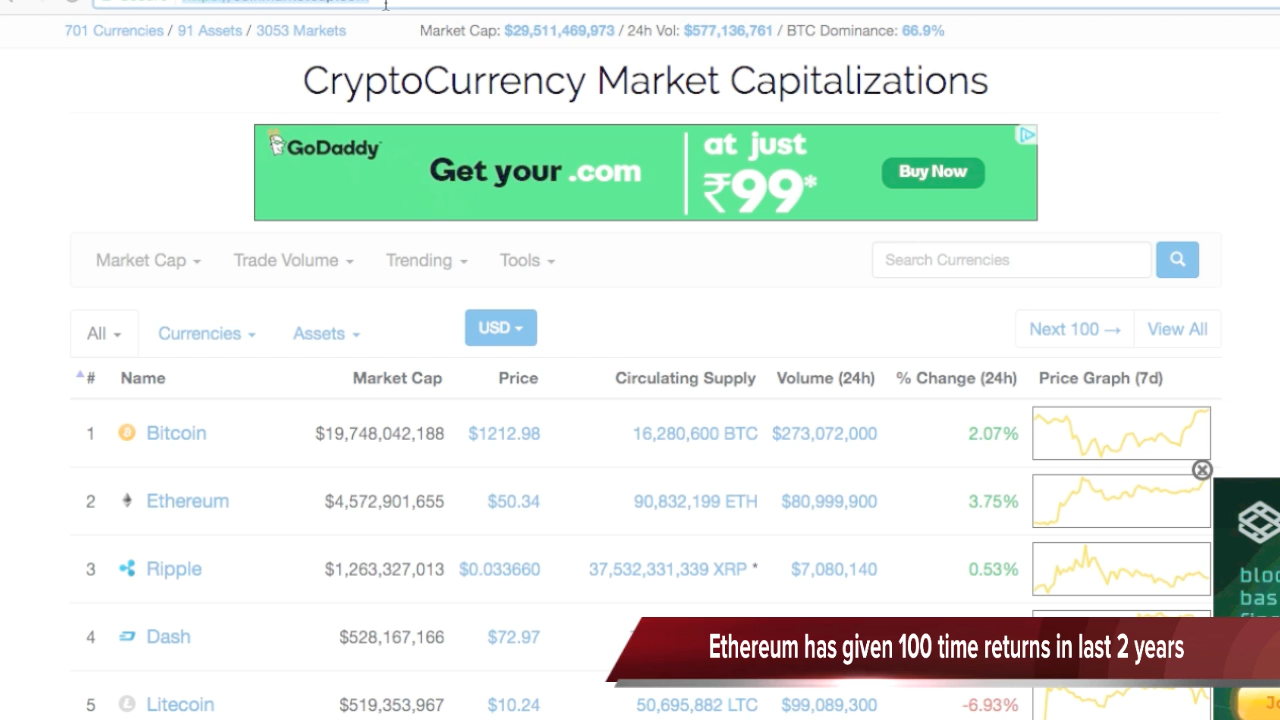 701 Currencies / 91 Assets / 3053 Markets
Market Cap: $29,511,469,973 / 24h Vol: $577,136,761 / BTC Dominance: 66.9%
CryptoCurrency Market Capitalizations
GoDaddy
Get your .com
at just
₹99*
Buy Now
Market Cap
Trade Volume
Trending
Tools
Search Currencies
All
Currencies
Assets
USD
Next 100 →
View All
# Name Market Cap Price Circulating Supply Volume (24h) % Change (24h) Price Graph (7d)
1 Bitcoin $19,748,042,188 $1212.98 16,280,600 BTC $273,072,000 2.07%
2 Ethereum $4,572,901,655 $50.34 90,832,199 ETH $80,999,900 3.75%
3 Ripple $1,263,327,013 $0.033660 37,532,331,339 XRP * $7,080,140 0.53%
4 Dash $528,167,166 $72.97
5 Litecoin $519,353,967 $10.24 50,695,882 LTC $99,089,300 -6.93%
Ethereum has given 100 time returns in last 2 years